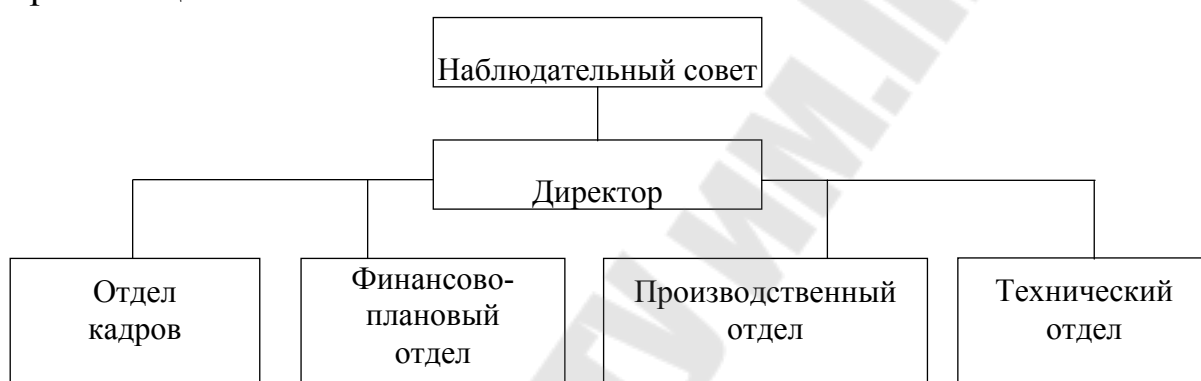 Наблюдательный совет
Директор
Отдел
кадров
Финансово-
плановый
отдел
Производственный
отдел
Технический
отдел